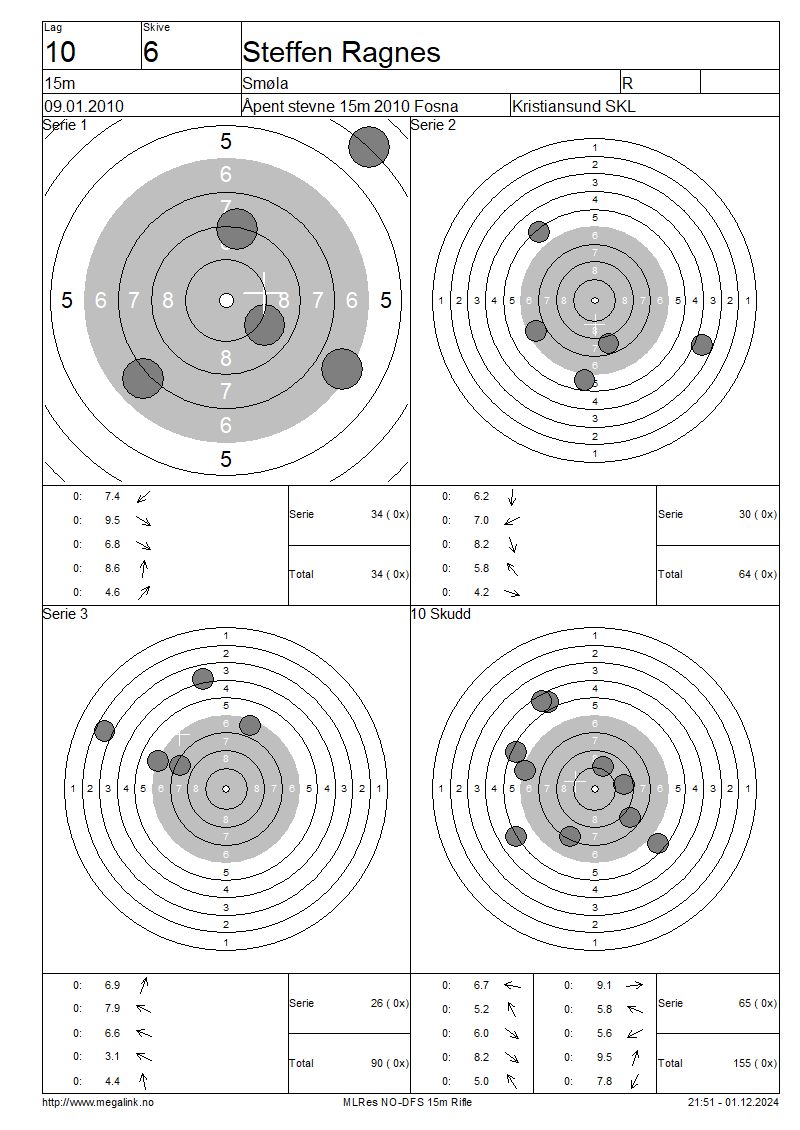 Lag Skive
10 6 Steffen Ragnes
15m Smøla R
09.01.2010 Åpent stevne 15m 2010 Fosna Kristiansund SKL
Serie 1
5
6
7
5 6 7 8 8 7 6 5
8
7
6
5
Serie 2
1
2
3
4
5
6
7
8
1 2 3 4 5 6 7 8 8 7 6 5 4 3 2 1
8
7
6
5
4
3
2
1
0: 7.4
0: 9.5
0: 6.8
0: 8.6
0: 4.6
Serie 34 ( 0x)
Total 34 ( 0x)
0: 6.2
0: 7.0
0: 8.2
0: 5.8
0: 4.2
Serie 30 ( 0x)
Total 64 ( 0x)
Serie 3
1
2
3
4
5
6
7
8
1 2 3 4 5 6 7 8 8 7 6 5 4 3 2 1
8
7
6
5
4
3
2
1
10 Skudd
1
2
3
4
5
6
7
8
1 2 3 4 5 6 7 8 8 7 6 5 4 3 2 1
8
7
6
5
4
3
2
1
0: 6.9
0: 7.9
0: 6.6
0: 3.1
0: 4.4
Serie 26 ( 0x)
Total 90 ( 0x)
0: 6.7 0: 9.1
0: 5.2 0: 5.8
0: 6.0 0: 5.6
0: 8.2 0: 9.5
0: 5.0 0: 7.8
Serie 65 ( 0x)
Total 155 ( 0x)
http://www.megalink.no MLRes NO-DFS 15m Rifle 21:51 - 01.12.2024